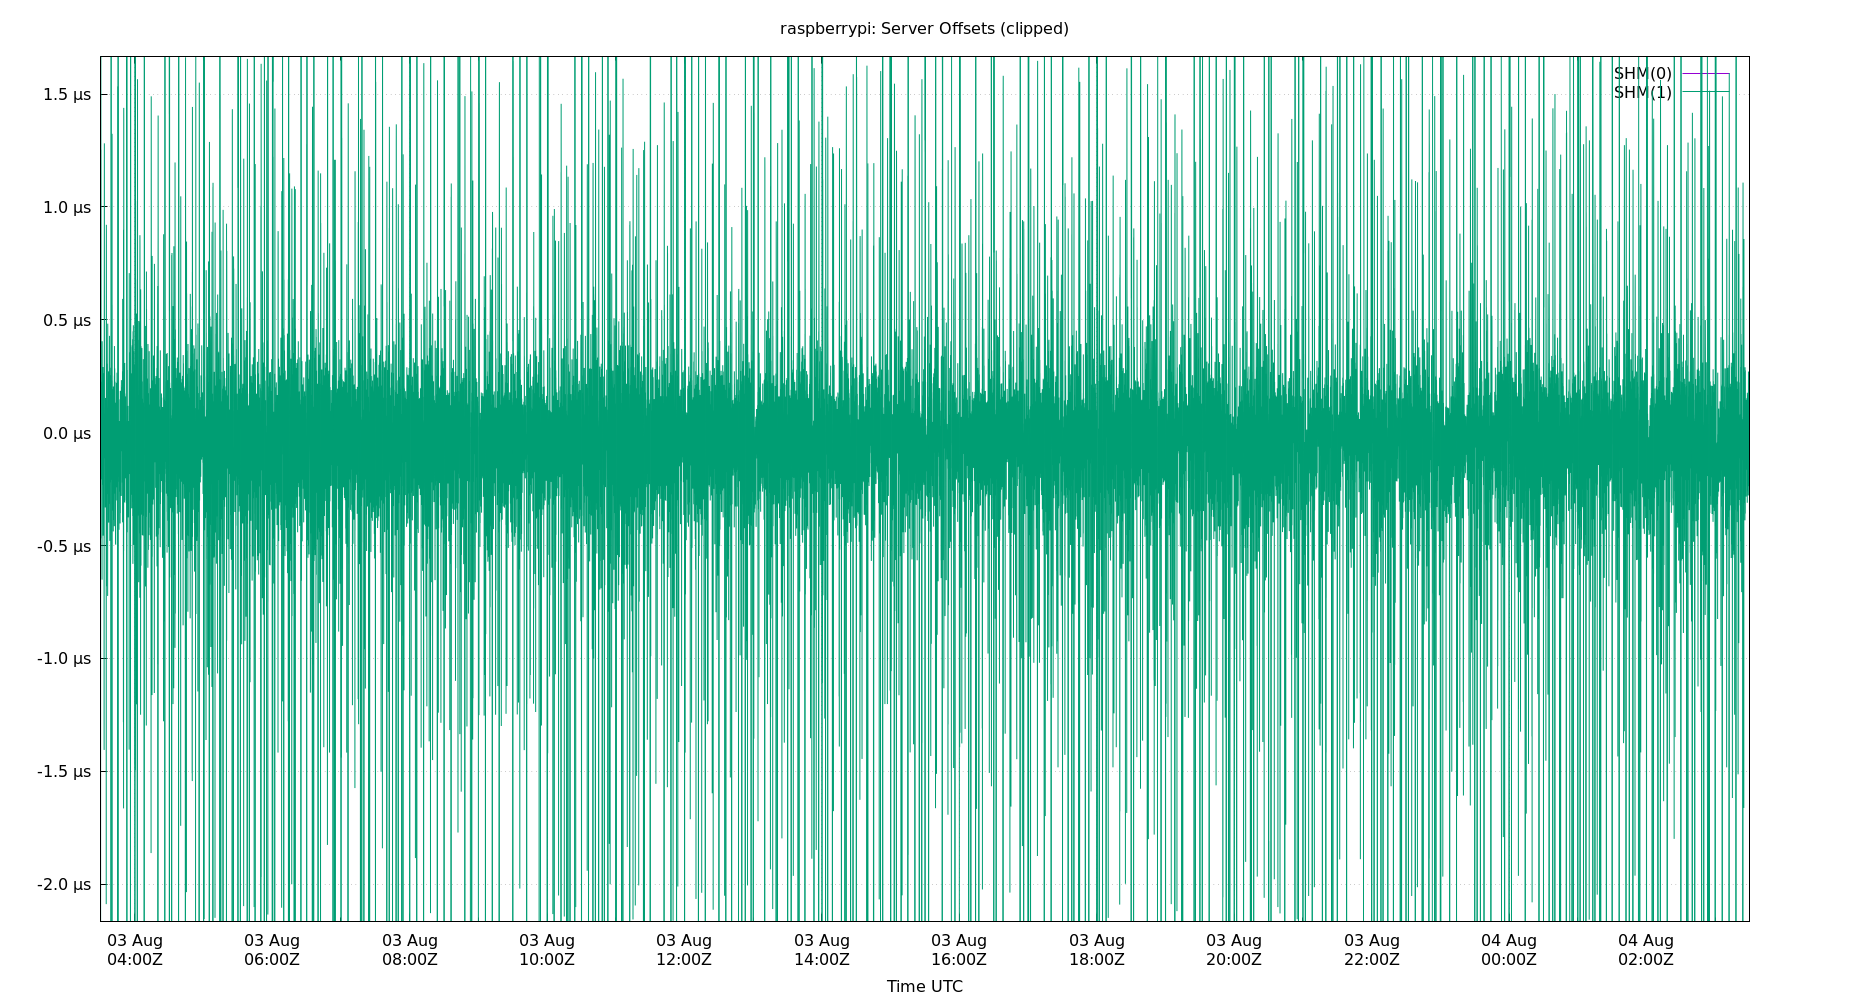 raspberrypi: Server Offsets (clipped)
SHM(0)
SHM(1)
1.5 µs
1.0 µs
0.5 µs
0.0 µs
-0.5 µs
-1.0 µs
-1.5 µs
-2.0 µs
03 Aug 03 Aug 03 Aug 03 Aug 03 Aug 03 Aug 03 Aug 03 Aug 03 Aug 03 Aug 04 Aug 04 Aug
04:00Z 06:00Z 08:00Z 10:00Z 12:00Z 14:00Z 16:00Z 18:00Z 20:00Z 22:00Z 00:00Z 02:00Z
Time UTC